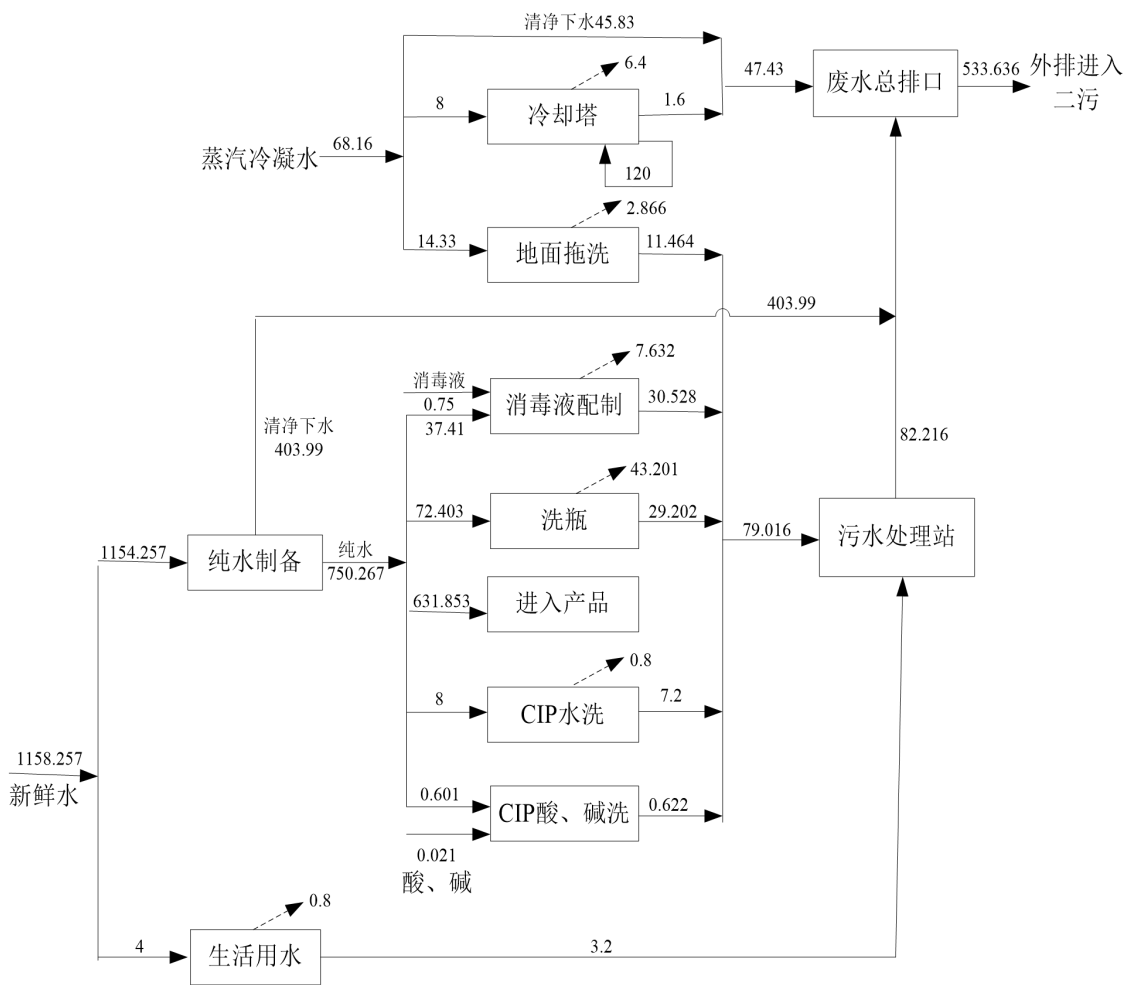 清净下水45.83
6.4
8
冷却塔
1.6
47.43
废水总排口
533.636
外排进入
二污
蒸汽冷凝水
68.16
120
2.866
14.33
地面拖洗
11.464
403.99
7.632
消毒液
0.75
37.41
消毒液配制
30.528
清净下水
403.99
82.216
43.201
72.403
洗瓶
29.202
79.016
污水处理站
1154.257
纯水制备
纯水
750.267
631.853
进入产品
0.8
8
CIP水洗
7.2
1158.257
新鲜水
0.601
CIP酸、碱洗
0.622
0.021
酸、碱
0.8
4
生活用水
3.2